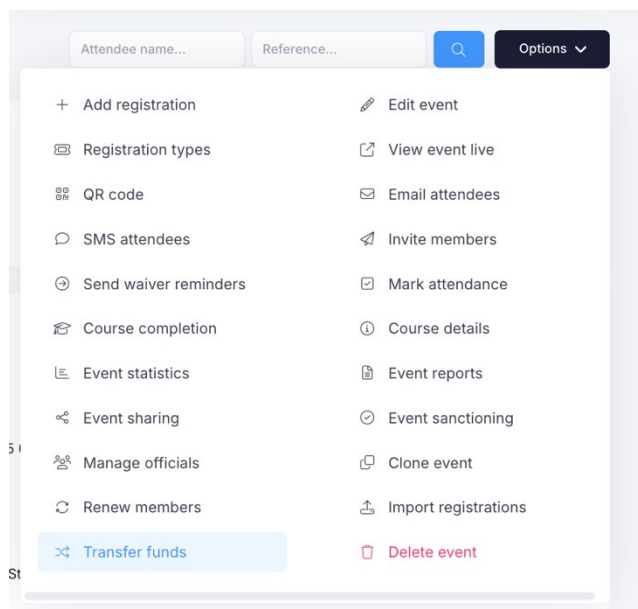 Attendee name...
Reference...
Options
Add registration
Edit event
Registration types
View event live
QR code
Email attendees
SMS attendees
Invite members
Send waiver reminders
Mark attendance
Course completion
Course details
Event statistics
Event reports
Event sharing
Event sanctioning
5
Manage officials
Clone event
Renew members
Import registrations
Transfer funds
Delete event
St